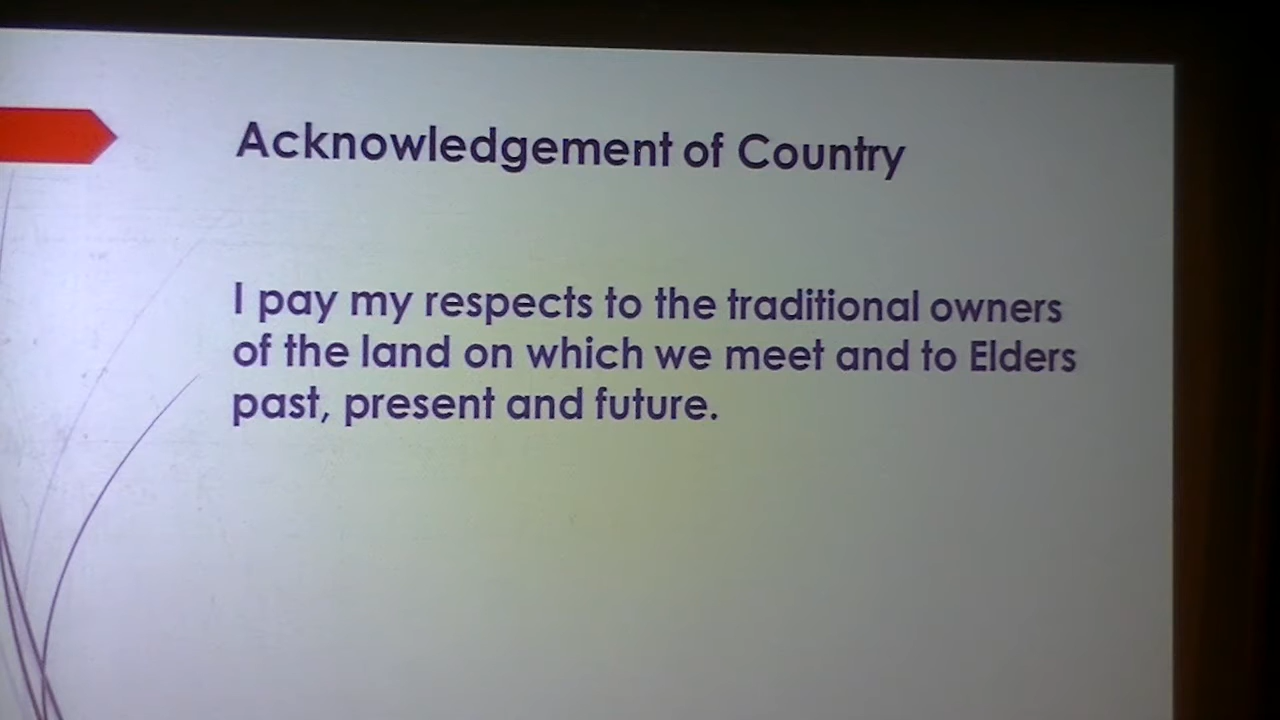 Acknowledgement of Country
I pay my respects to the traditional owners
of the land on which we meet and to Elders
past, present and future.